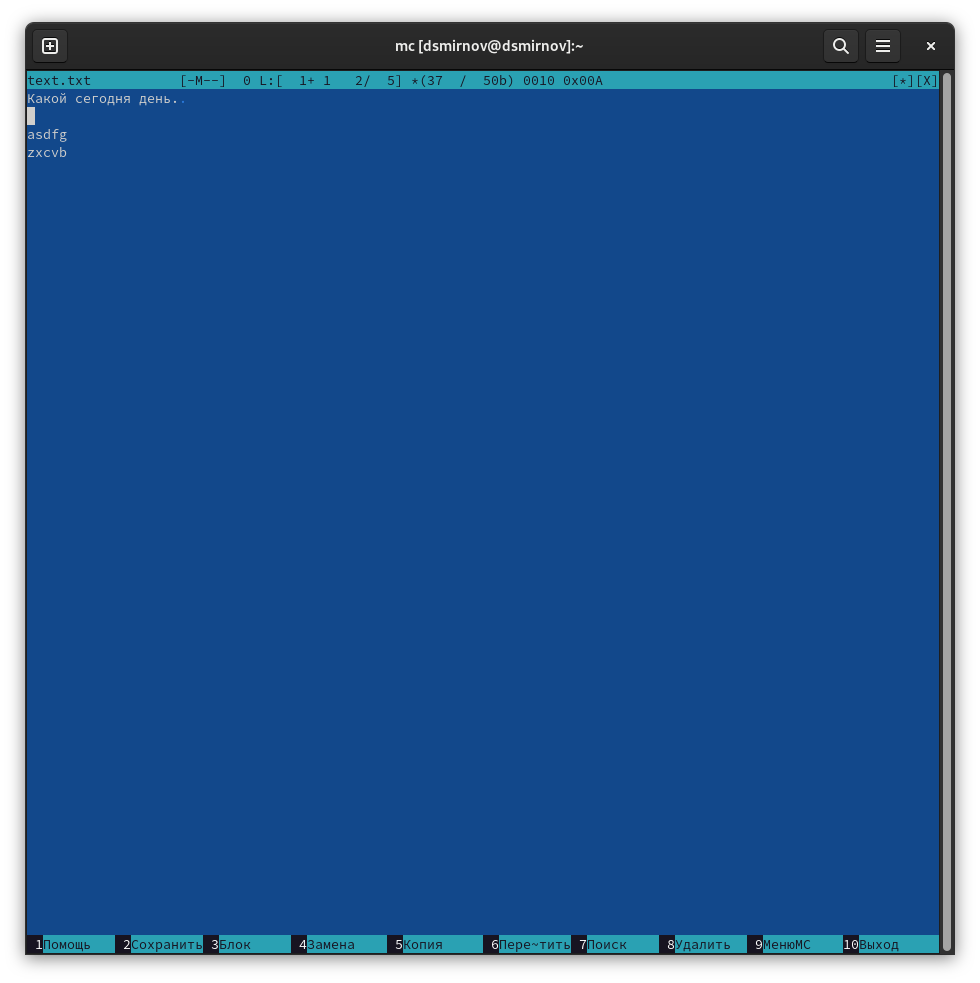 mc [dsmirnov@dsmirnov]:~
text.txt [-M--] 0 L:[ 1+ 1 2/ 5] *(37 / 50b) 0010 0x00A [*][X]
Какой сегодня день..
asdfg
zxcvb
1Помощь 2Сохранить 3Блок 4Замена 5Копия 6Пере~тить 7Поиск 8Удалить 9МенюМС 10Выход